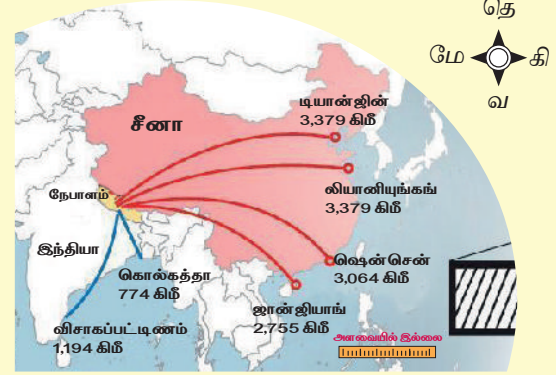 தெ
மே
கி
வ
டியான்ஜின்
3,379 கிமீ
சீனா
லியானியுங்கங்
3,379 கிமீ
நேபாளம்
இந்தியா
ஷென்சென்
3,064 கிமீ
கொல்கத்தா
774 கிமீ
ஜான்ஜியாங்
2,755 கிமீ
விசாகப்பட்டிணம்
1,194 கிமீ
அளவையில் இல்லை